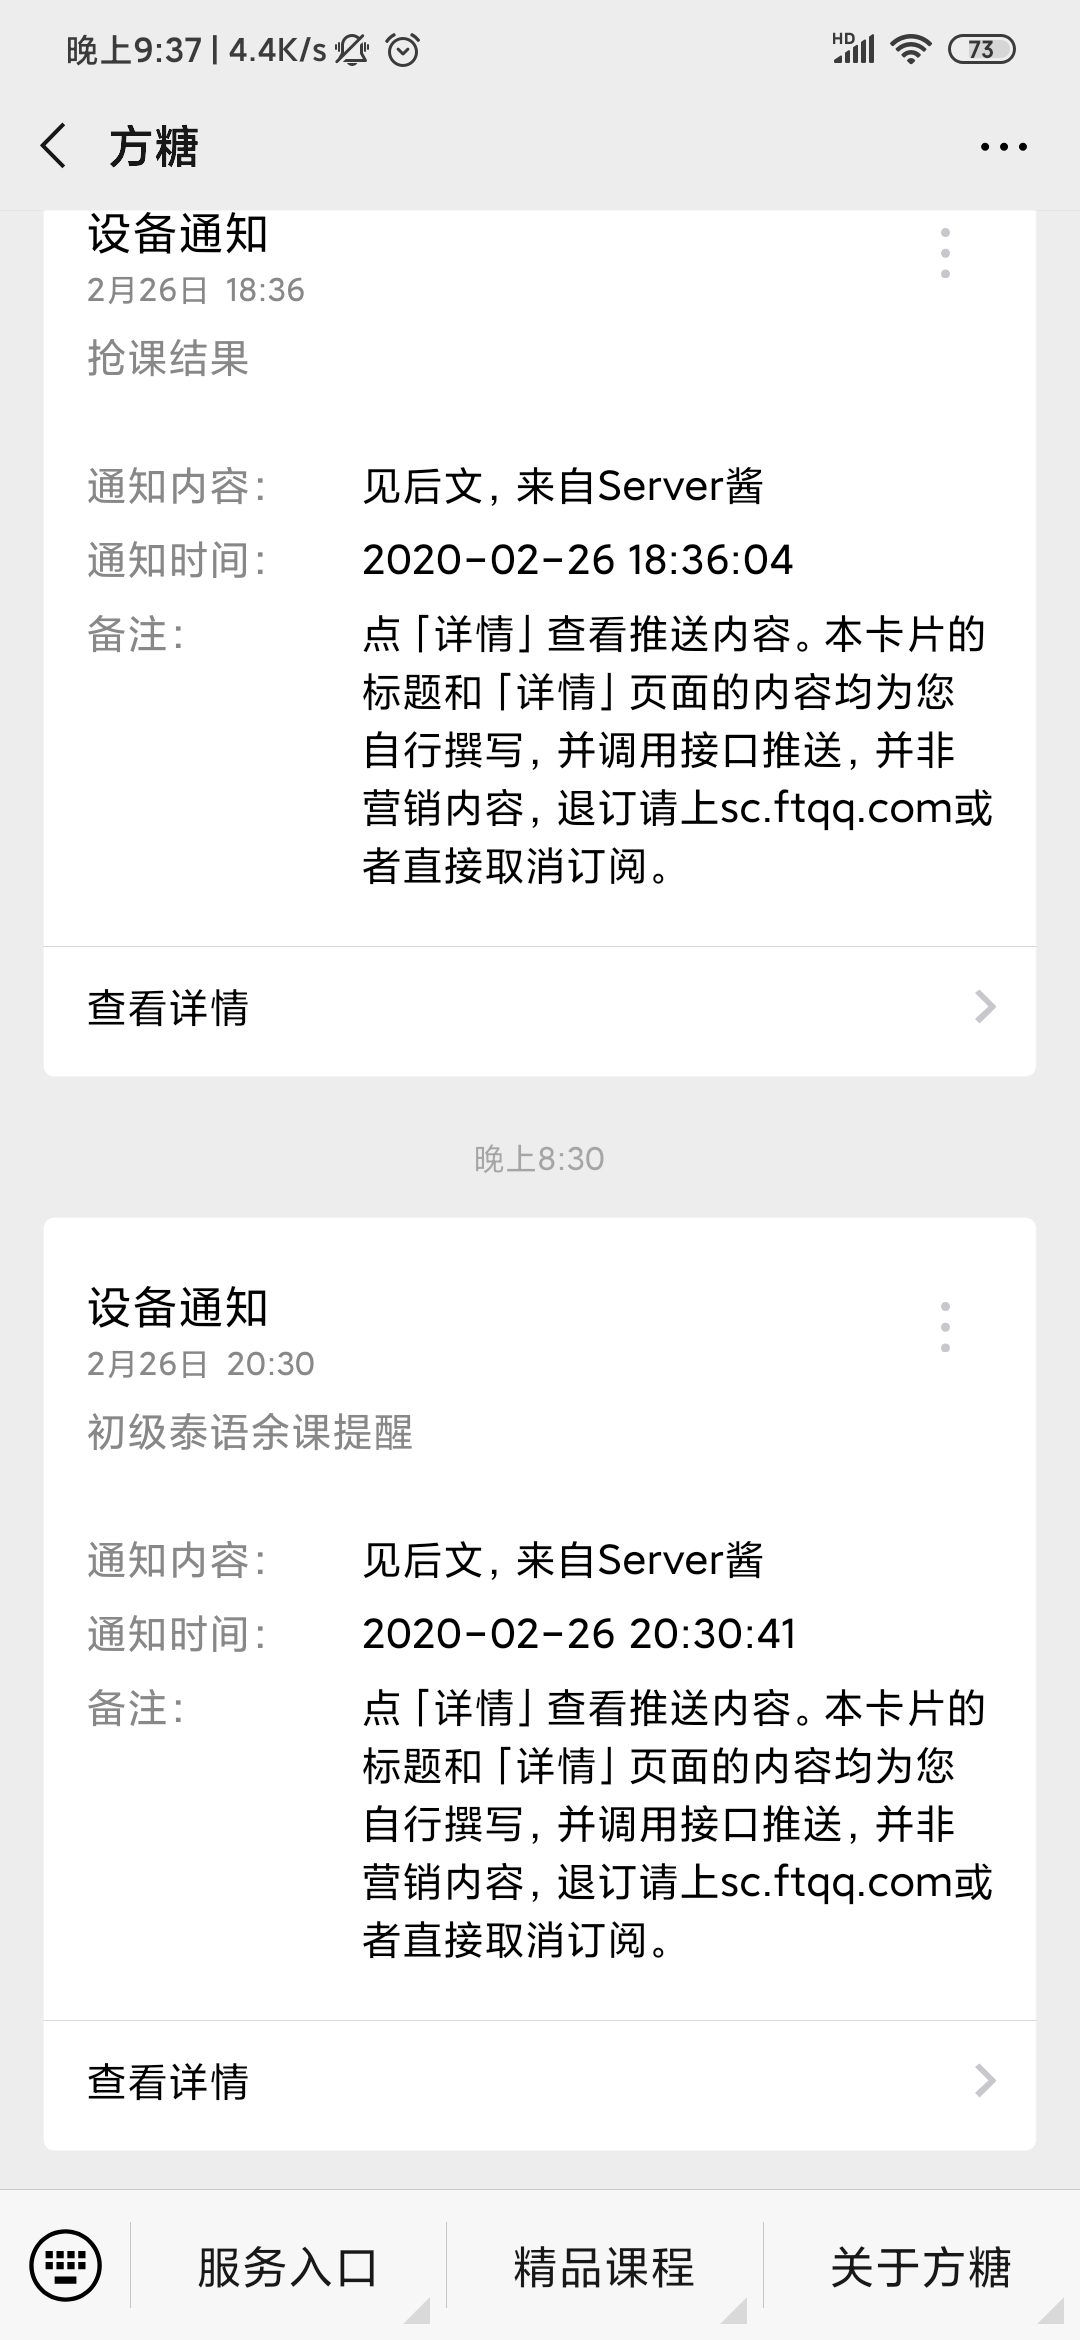 晚上9:37 | 4.4K/s
HD
73
方糖
设备通知
2月26日 18:36
抢课结果
通知内容: 见后文, 来自Server酱
通知时间: 2020-02-26 18:36:04
备注: 点「详情」查看推送内容。本卡片的
标题和「详情」页面的内容均为您
自行撰写, 并调用接口推送, 并非
营销内容, 退订请上sc.ftqq.com或
者直接取消订阅。
查看详情
晚上8:30
设备通知
2月26日 20:30
初级泰语余课提醒
通知内容: 见后文, 来自Server酱
通知时间: 2020-02-26 20:30:41
备注: 点「详情」查看推送内容。本卡片的
标题和「详情」页面的内容均为您
自行撰写, 并调用接口推送, 并非
营销内容, 退订请上sc.ftqq.com或
者直接取消订阅。
查看详情
服务入口
精品课程
关于方糖